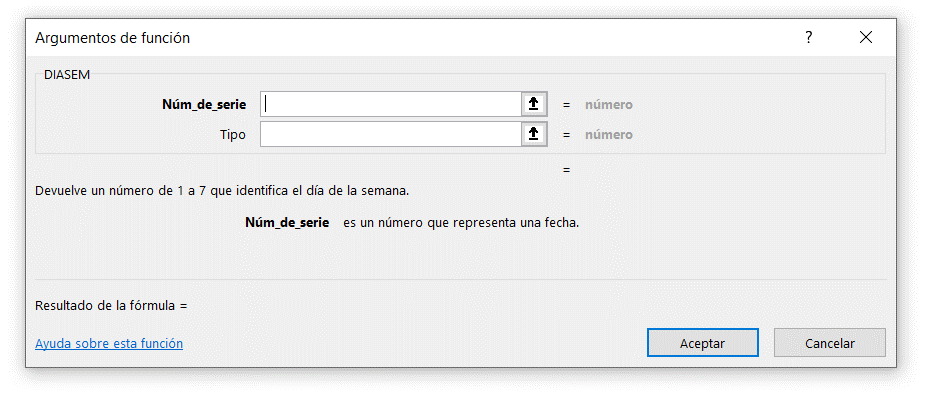 Argumentos de función ?
DIASEM
Núm_de_serie = número
Tipo = número
=
Devuelve un número de 1 a 7 que identifica el día de la semana.
Núm_de_serie es un número que representa una fecha.
Resultado de la fórmula =
Ayuda sobre esta función Aceptar Cancelar